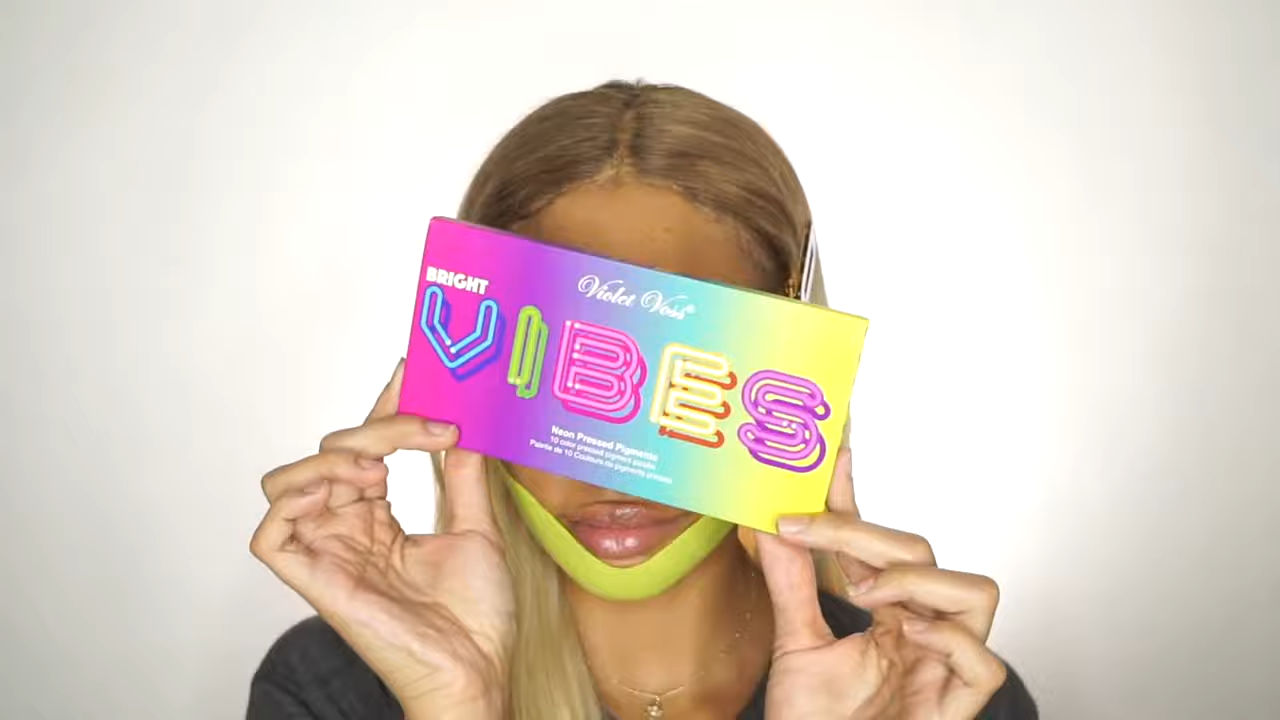 BRIGHT
Violet Voss®
VIBES
Neon Pressed Pigments
10 color pressed pigment palette
Palette de 10 Couleurs de pigments pressés